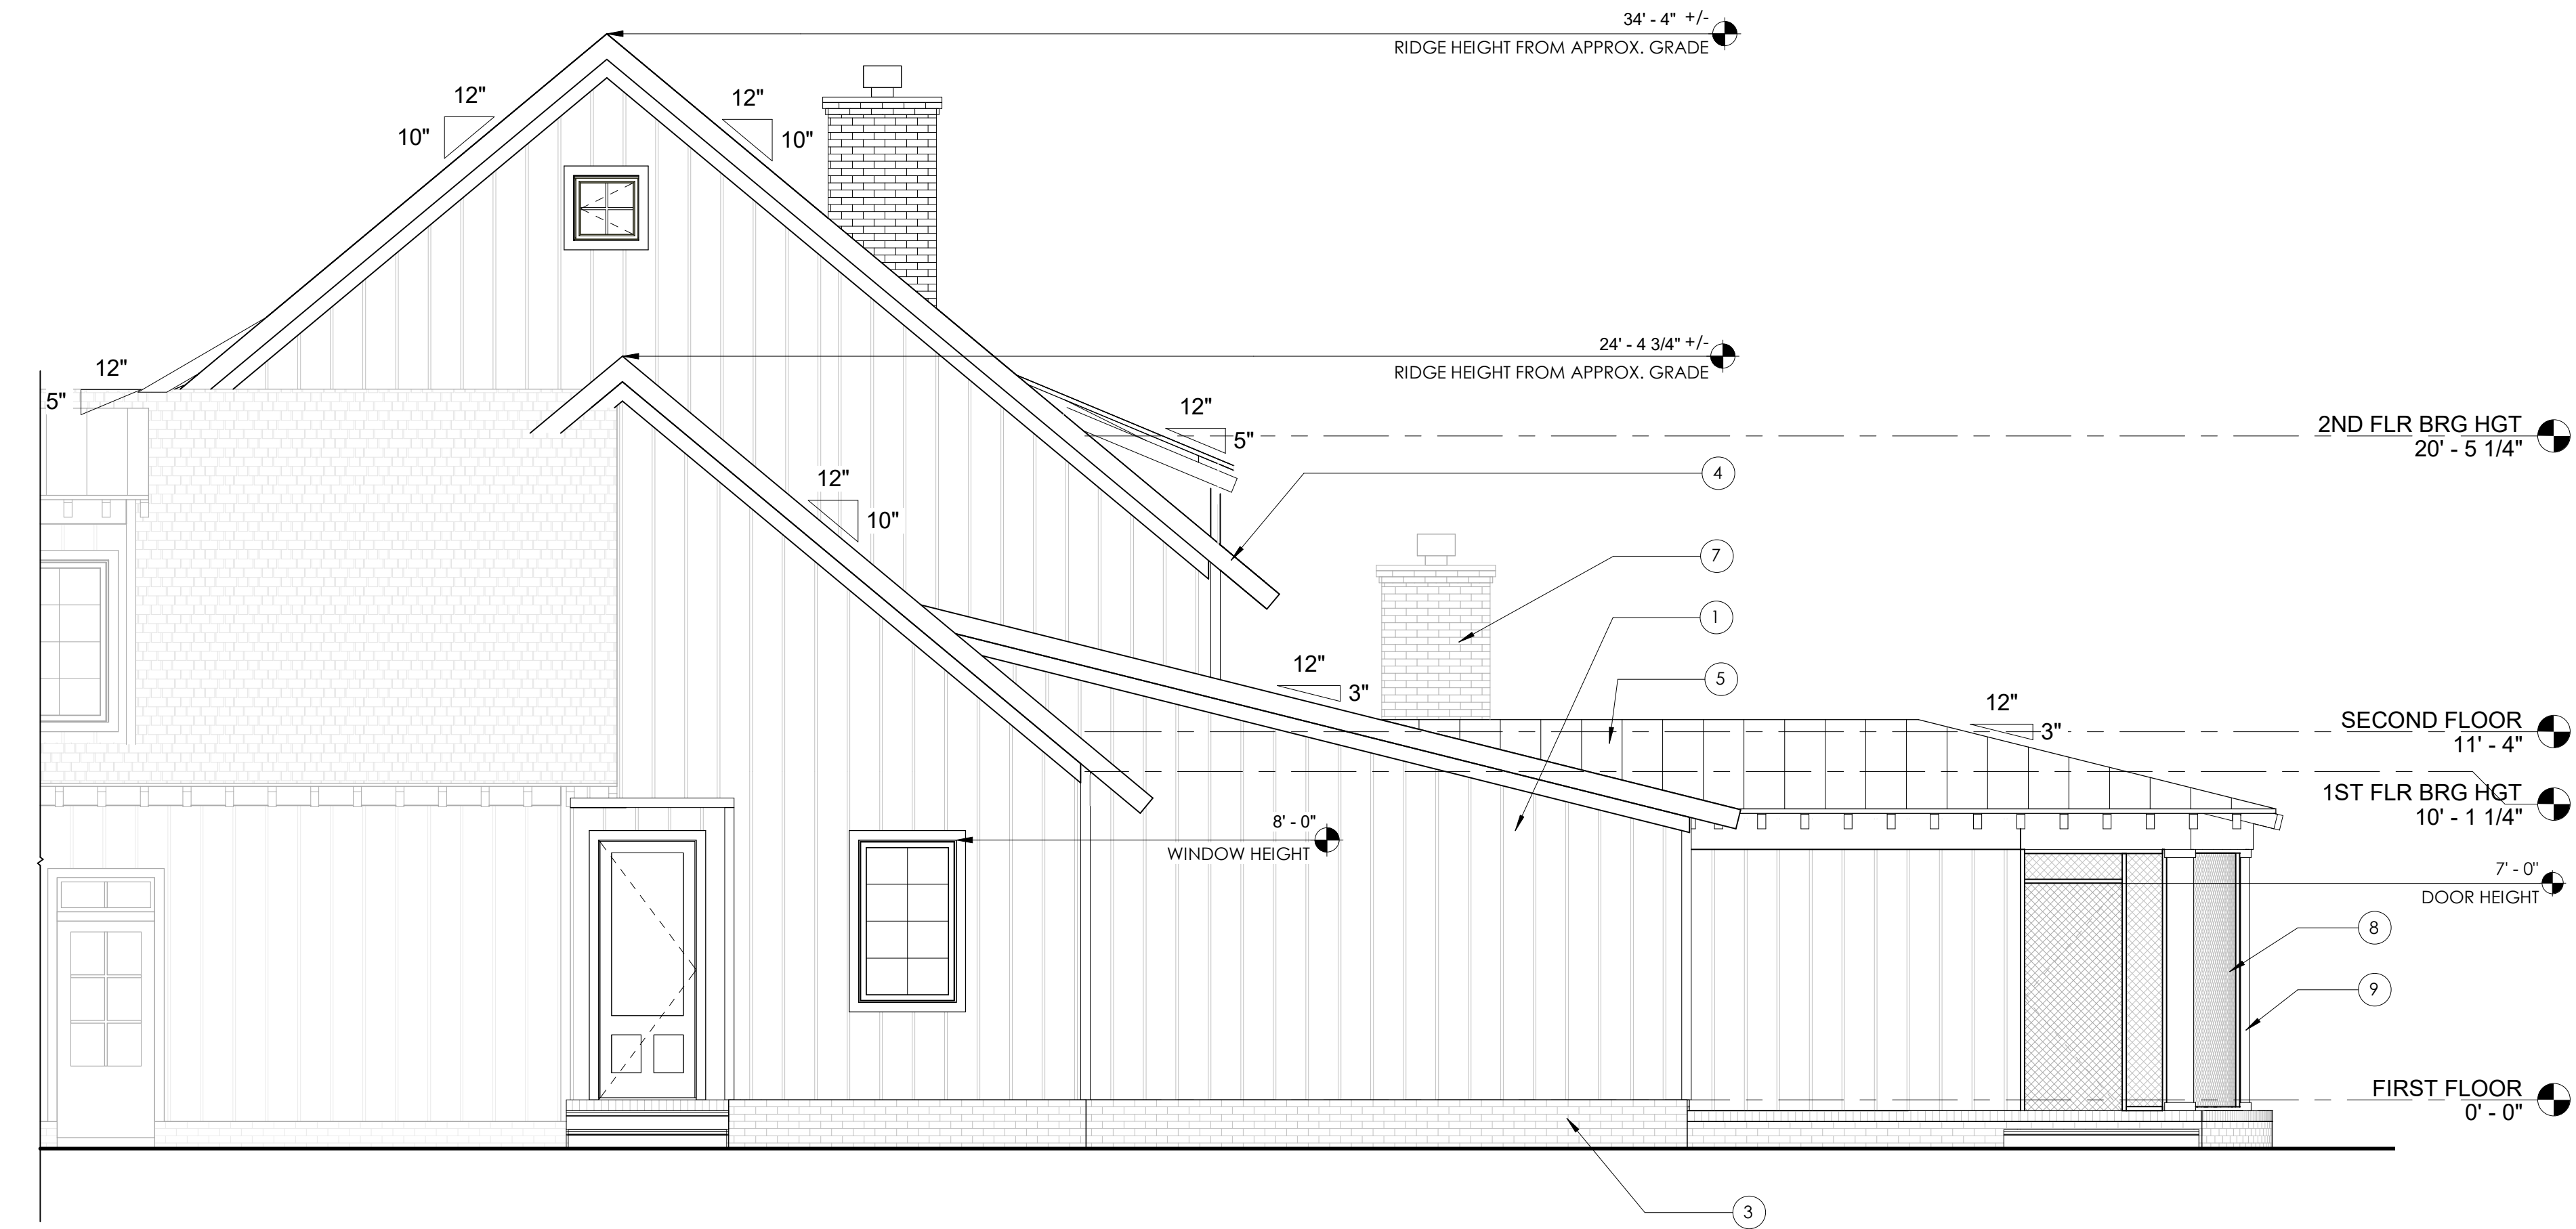 34' - 4" +/-
RIDGE HEIGHT FROM APPROX. GRADE
12"
10"
12"
10"
24' - 4 3/4" +/-
RIDGE HEIGHT FROM APPROX. GRADE
12"
5"
12"
5"
2ND FLR BRG HGT
20' - 5 1/4"
4
12"
10"
7
1
12"
3"
5
12"
3"
SECOND FLOOR
11' - 4"
1ST FLR BRG HGT
10' - 1 1/4"
8' - 0"
WINDOW HEIGHT
7' - 0"
DOOR HEIGHT
8
9
FIRST FLOOR
0' - 0"
3